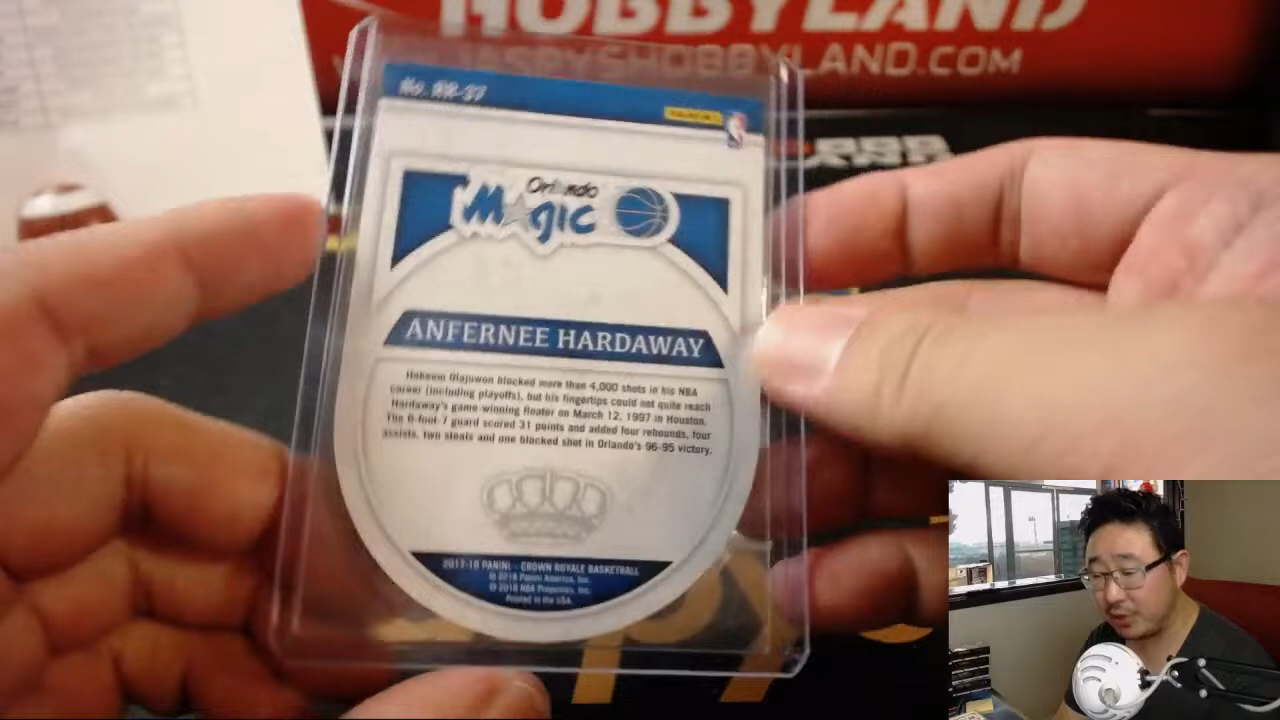 HOBBYLAND
JASPYSHOBBYLAND.COM
No. RR-37
PANINI
Orlando
Magic
ANFERNEE HARDAWAY
Hakeem Olajuwon blocked more than 4,000 shots in his NBA
career (including playoffs), but his fingertips could not quite reach
Hardaway's game-winning floater on March 12, 1997 in Houston.
The 6-foot-7 guard scored 31 points and added four rebounds, four
assists, two steals and one blocked shot in Orlando's 96-95 victory.
2017-18 PANINI - CROWN ROYALE BASKETBALL
© 2018 Panini America, Inc.
© 2018 NBA Properties, Inc.
Printed in the USA.